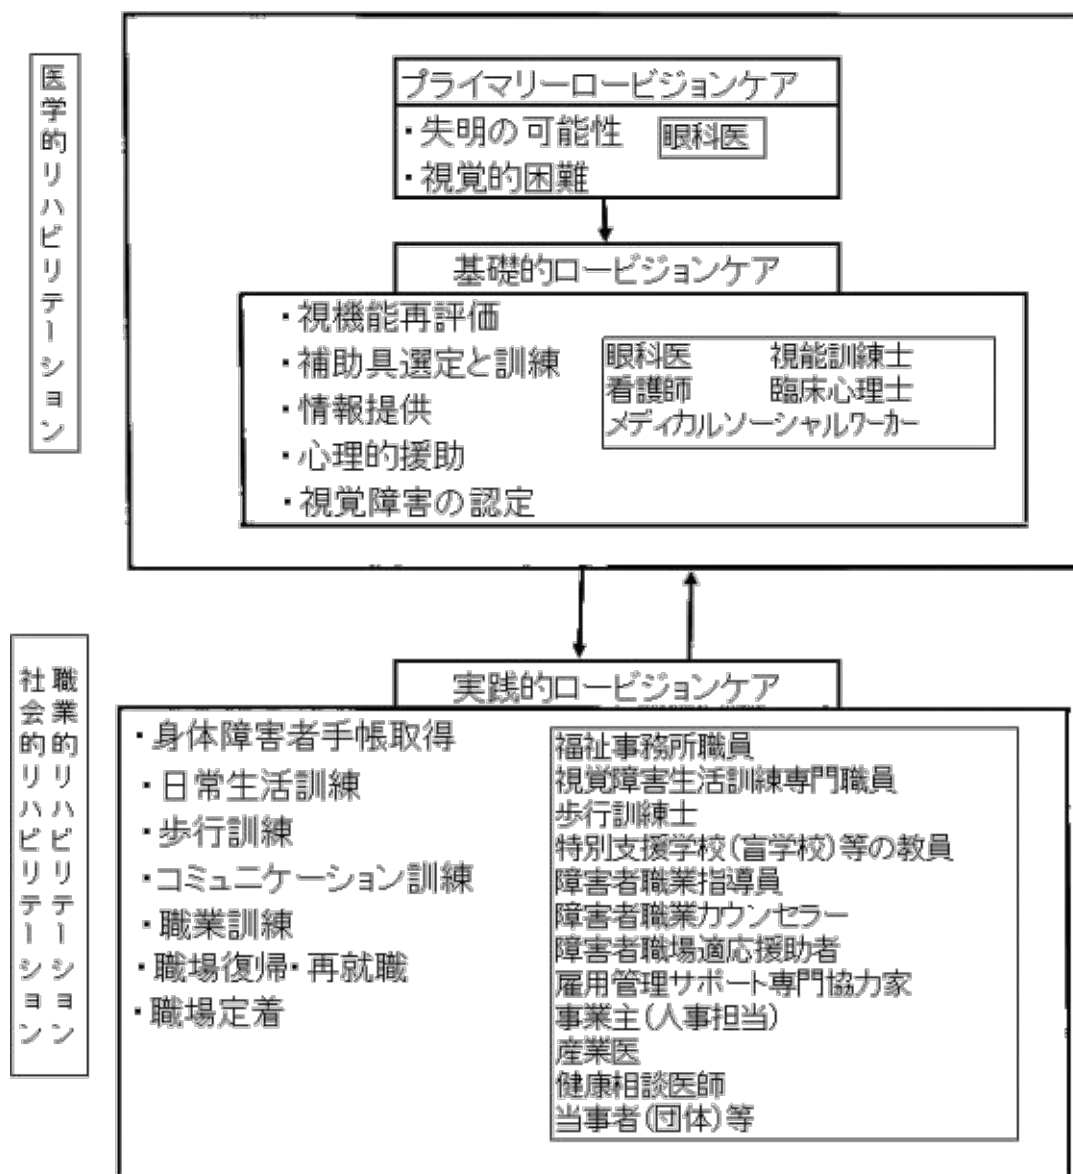 医学的リハビリテーション
プライマリーロービジョンケア
・失明の可能性
眼科医
・視覚的困難
基礎的ロービジョンケア
・視機能再評価
・補助具選定と訓練
・情報提供
・心理的援助
・視覚障害の認定
眼科医 視能訓練士
看護師 臨床心理士
メディカルソーシャルワーカー
職業的リハビリテーション
社会的リハビリテーション
実践的ロービジョンケア
・身体障害者手帳取得
・日常生活訓練
・歩行訓練
・コミュニケーション訓練
・職業訓練
・職場復帰・再就職
・職場定着
福祉事務所職員
視覚障害生活訓練専門職員
歩行訓練士
特別支援学校(盲学校)等の教員
障害者職業指導員
障害者職業カウンセラー
障害者職場適応援助者
雇用管理サポート専門協力家
事業主(人事担当)
産業医
健康相談医師
当事者(団体)等